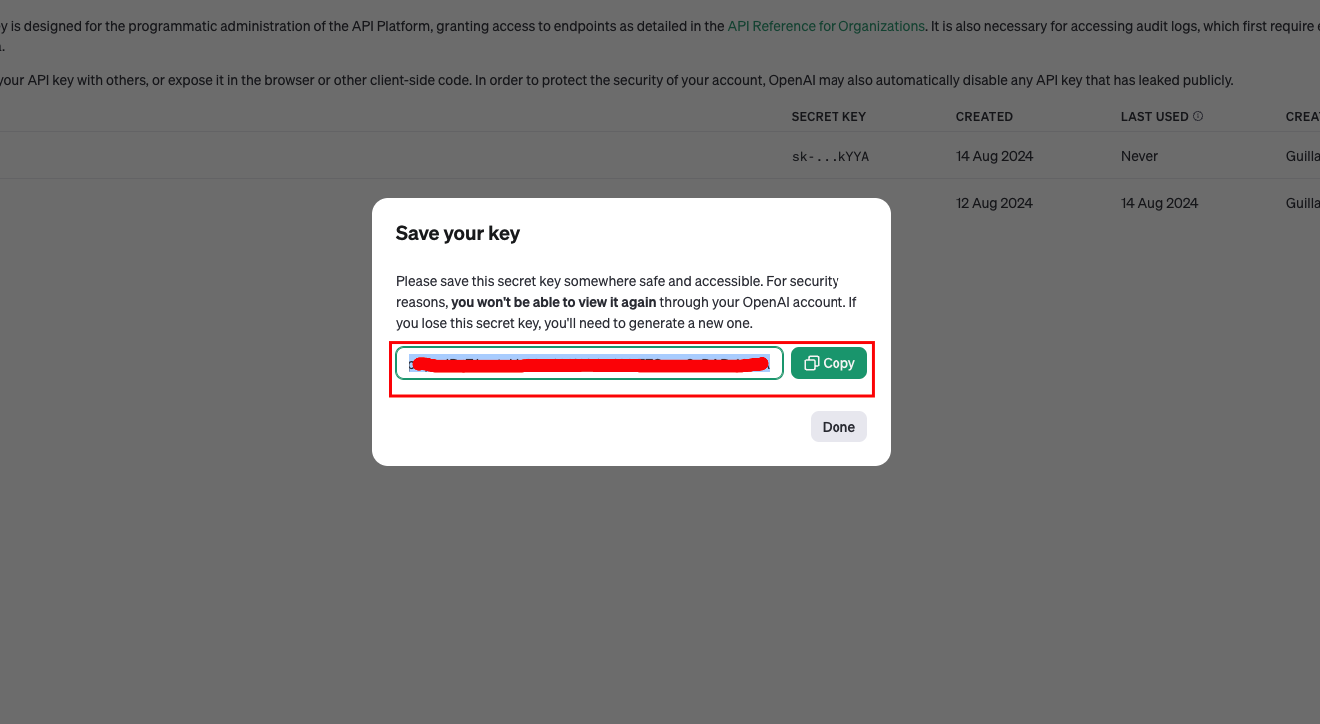 y is designed for the programmatic administration of the API Platform, granting access to endpoints as detailed in the API Reference for Organizations. It is also necessary for accessing audit logs, which first require
your API key with others, or expose it in the browser or other client-side code. In order to protect the security of your account, OpenAI may also automatically disable any API key that has leaked publicly.
SECRET KEY CREATED LAST USED CREAT
sk-...kYYA 14 Aug 2024 Never Guilla
12 Aug 2024 14 Aug 2024 Guilla
Save your key
Please save this secret key somewhere safe and accessible. For security
reasons, you won't be able to view it again through your OpenAI account. If
you lose this secret key, you'll need to generate a new one.
Copy
Done